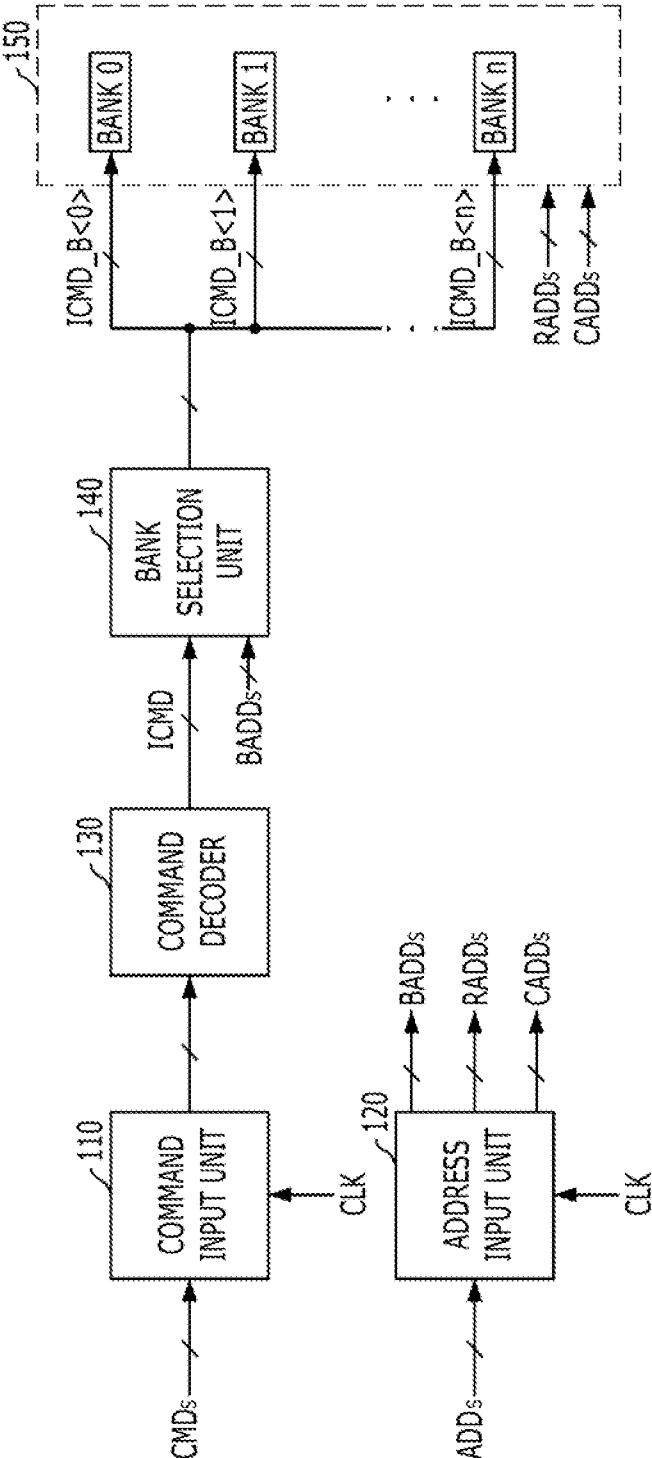 CMDs
110
COMMAND
INPUT UNIT
CLK
130
COMMAND
DECODER
ICMD
BADDs
140
BANK
SELECTION
UNIT
ICMD_B<0>
ICMD_B<1>
ICMD_B<n>
150
BANK 0
BANK 1
. . .
BANK n
. . .
RADDs
CADDs
ADDs
120
ADDRESS
INPUT UNIT
CLK
BADDs
RADDs
CADDs